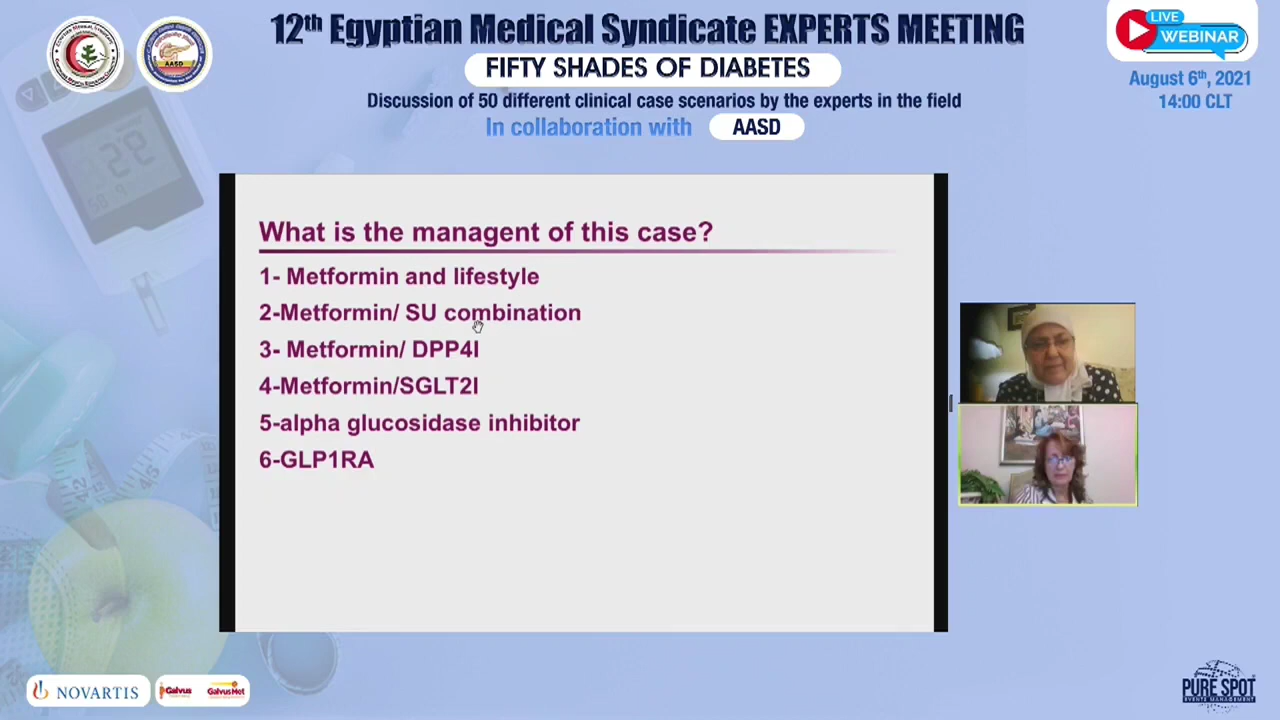 12th Egyptian Medical Syndicate EXPERTS MEETING
FIFTY SHADES OF DIABETES
Discussion of 50 different clinical case scenarios by the experts in the field
In collaboration with AASD
LIVE
WEBINAR
August 6th, 2021
14:00 CLT
AASD
What is the managent of this case?
1- Metformin and lifestyle
2-Metformin/ SU combination
3- Metformin/ DPP4I
4-Metformin/SGLT2I
5-alpha glucosidase inhibitor
6-GLP1RA
NOVARTIS
Galvus
GalvusMet
PURE SPOT
EVENTS MANAGEMENT